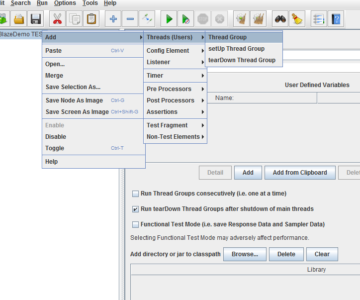 Search Run Options Tools Help
BlazeDemo TES
Add
Paste Ctrl-V
Open...
Merge
Save Selection As...
Save Node As Image Ctrl-G
Save Screen As Image
Enable
Disable
Toggle Ctrl-T
Help
Threads (Users)
Config Element
Listener
Timer
Pre Processors
Post Processors
Assertions
Test Fragment
Non-Test Elements
Thread Group
setUp Thread Group
tearDown Thread Group
User Defined Variables
Name:
Detail Add Add from Clipboard Delete
Run Thread Groups consecutively (i.e. one at a time)
Run tearDown Thread Groups after shutdown of main threads
Functional Test Mode (i.e. save Response Data and Sampler Data)
Selecting Functional Test Mode may adversely affect performance.
Add directory or jar to classpath Browse... Delete Clear
Library